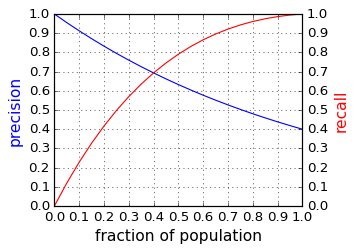 1.0 1.0
0.9 0.9
0.8 0.8
0.7 0.7
0.6 0.6
0.5 0.5
0.4 0.4
0.3 0.3
0.2 0.2
0.1 0.1
0.0 0.0
precision
recall
0.0 0.1 0.2 0.3 0.4 0.5 0.6 0.7 0.8 0.9 1.0
fraction of population